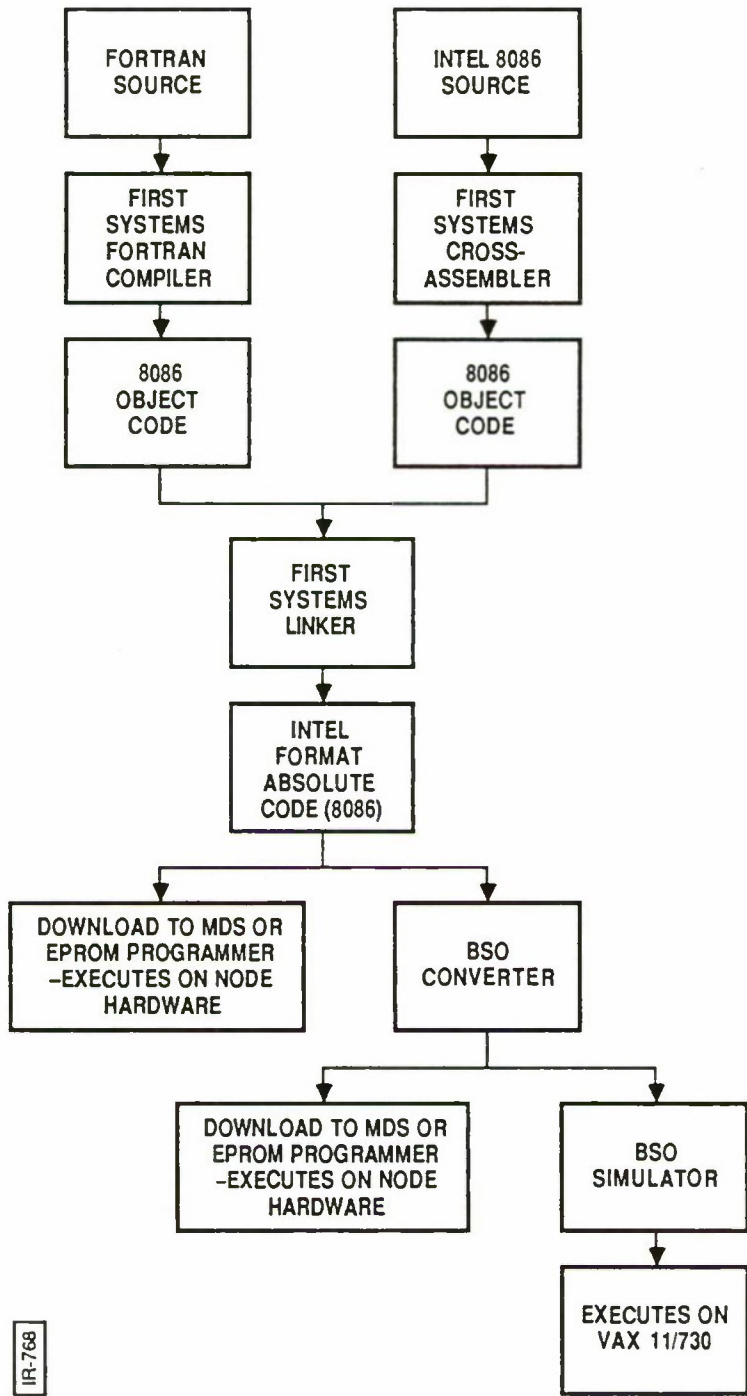 FORTRAN
SOURCE
INTEL 8086
SOURCE
FIRST
SYSTEMS
FORTRAN
COMPILER
FIRST
SYSTEMS
CROSS-
ASSEMBLER
8086
OBJECT
CODE
8086
OBJECT
CODE
FIRST
SYSTEMS
LINKER
INTEL
FORMAT
ABSOLUTE
CODE (8086)
DOWNLOAD TO MDS OR
EPROM PROGRAMMER
–EXECUTES ON NODE
HARDWARE
BSO
CONVERTER
DOWNLOAD TO MDS OR
EPROM PROGRAMMER
–EXECUTES ON NODE
HARDWARE
BSO
SIMULATOR
EXECUTES ON
VAX 11/730
IR-768